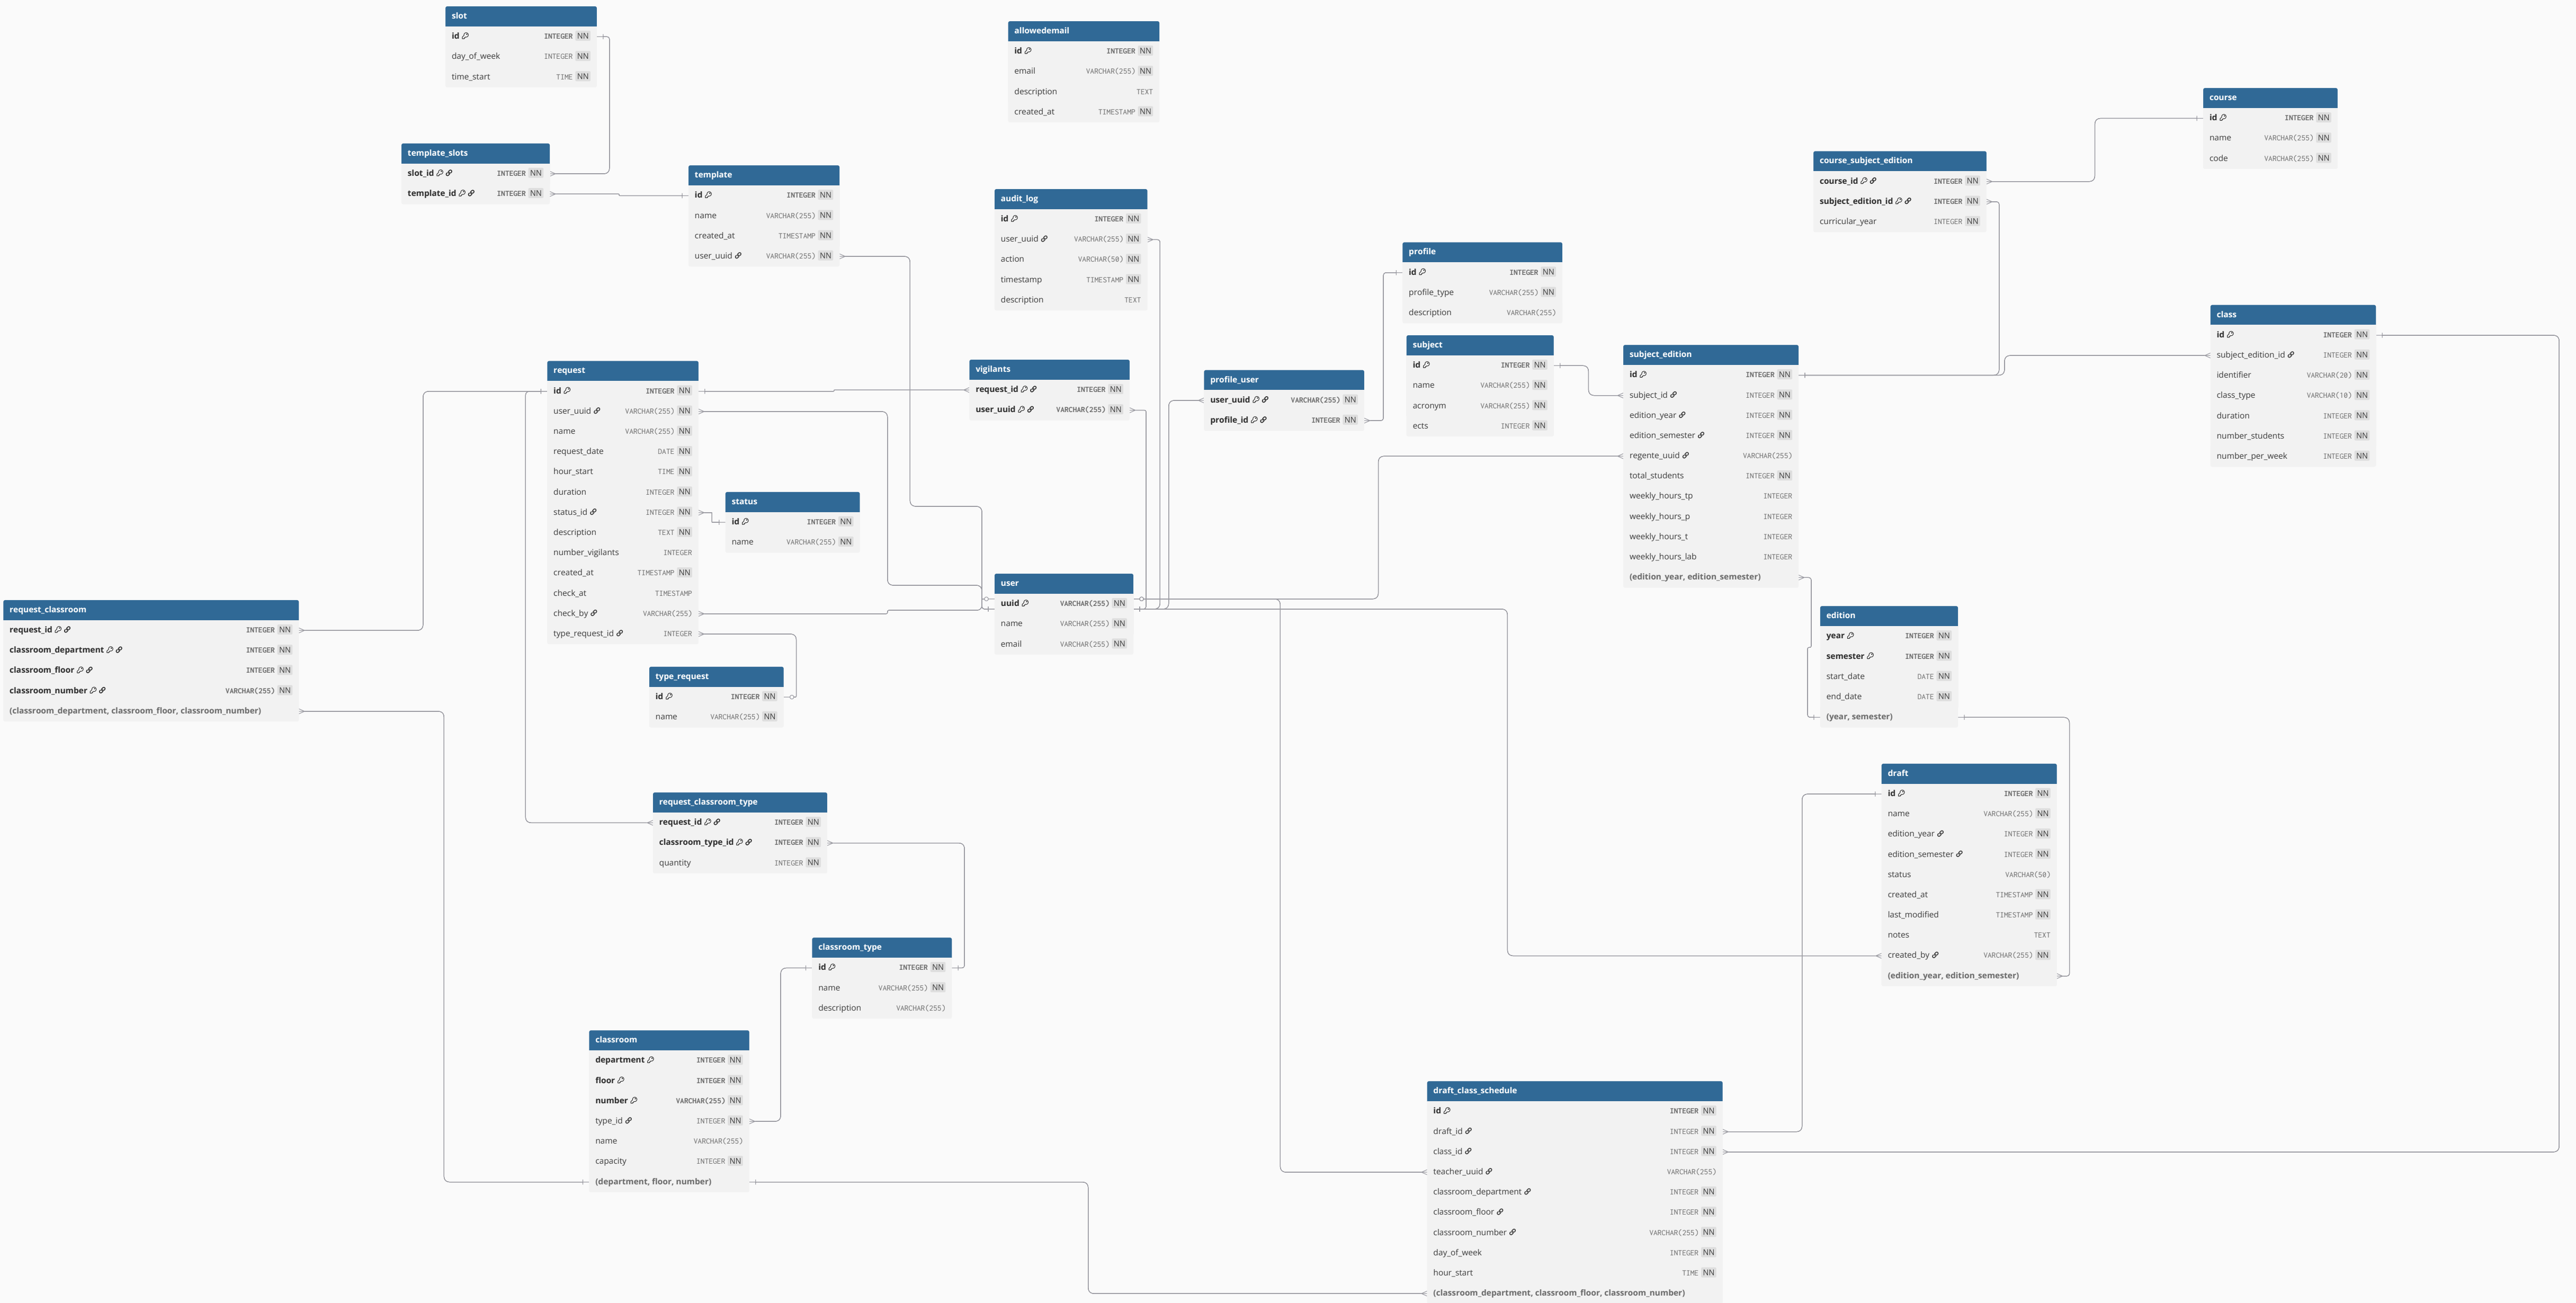 slot
id INTEGER NN
day_of_week INTEGER NN
time_start TIME NN
allowedemail
id INTEGER NN
email VARCHAR(255) NN
description TEXT
created_at TIMESTAMP NN
course
id INTEGER NN
name VARCHAR(255) NN
code VARCHAR(255) NN
template_slots
slot_id INTEGER NN
template_id INTEGER NN
template
id INTEGER NN
name VARCHAR(255) NN
created_at TIMESTAMP NN
user_uuid VARCHAR(255) NN
audit_log
id INTEGER NN
user_uuid VARCHAR(255) NN
action VARCHAR(50) NN
timestamp TIMESTAMP NN
description TEXT
course_subject_edition
course_id INTEGER NN
subject_edition_id INTEGER NN
curricular_year INTEGER NN
profile
id INTEGER NN
profile_type VARCHAR(255) NN
description VARCHAR(255)
class
id INTEGER NN
subject_edition_id INTEGER NN
identifier VARCHAR(20) NN
class_type VARCHAR(10) NN
duration INTEGER NN
number_students INTEGER NN
number_per_week INTEGER NN
subject
id INTEGER NN
name VARCHAR(255) NN
acronym VARCHAR(255) NN
ects INTEGER NN
subject_edition
id INTEGER NN
subject_id INTEGER NN
edition_year INTEGER NN
edition_semester INTEGER NN
regente_uuid VARCHAR(255)
total_students INTEGER NN
weekly_hours_tp INTEGER
weekly_hours_p INTEGER
weekly_hours_t INTEGER
weekly_hours_lab INTEGER
(edition_year, edition_semester)
request
id INTEGER NN
user_uuid VARCHAR(255) NN
name VARCHAR(255) NN
request_date DATE NN
hour_start TIME NN
duration INTEGER NN
status_id INTEGER NN
description TEXT NN
number_vigilants INTEGER
created_at TIMESTAMP NN
check_at TIMESTAMP
check_by VARCHAR(255)
type_request_id INTEGER
vigilants
request_id INTEGER NN
user_uuid VARCHAR(255) NN
profile_user
user_uuid VARCHAR(255) NN
profile_id INTEGER NN
status
id INTEGER NN
name VARCHAR(255) NN
user
uuid VARCHAR(255) NN
name VARCHAR(255) NN
email VARCHAR(255) NN
request_classroom
request_id INTEGER NN
classroom_department INTEGER NN
classroom_floor INTEGER NN
classroom_number VARCHAR(255) NN
(classroom_department, classroom_floor, classroom_number)
edition
year INTEGER NN
semester INTEGER NN
start_date DATE NN
end_date DATE NN
(year, semester)
type_request
id INTEGER NN
name VARCHAR(255) NN
draft
id INTEGER NN
name VARCHAR(255) NN
edition_year INTEGER NN
edition_semester INTEGER NN
status VARCHAR(50)
created_at TIMESTAMP NN
last_modified TIMESTAMP NN
notes TEXT
created_by VARCHAR(255) NN
(edition_year, edition_semester)
request_classroom_type
request_id INTEGER NN
classroom_type_id INTEGER NN
quantity INTEGER NN
classroom_type
id INTEGER NN
name VARCHAR(255) NN
description VARCHAR(255)
classroom
department INTEGER NN
floor INTEGER NN
number VARCHAR(255) NN
type_id INTEGER NN
name VARCHAR(255)
capacity INTEGER NN
(department, floor, number)
draft_class_schedule
id INTEGER NN
draft_id INTEGER NN
class_id INTEGER NN
teacher_uuid VARCHAR(255)
classroom_department INTEGER NN
classroom_floor INTEGER NN
classroom_number VARCHAR(255) NN
day_of_week INTEGER NN
hour_start TIME NN
(classroom_department, classroom_floor, classroom_number)